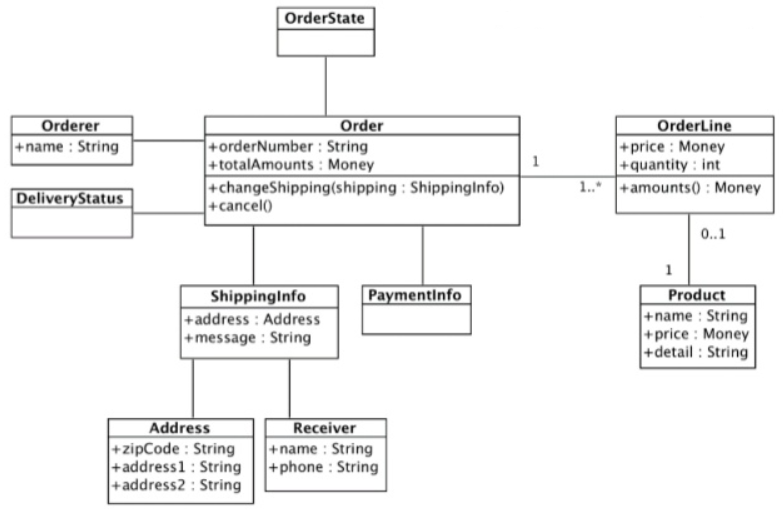 OrderState
Orderer
+name : String
DeliveryStatus
Order
+orderNumber : String
+totalAmounts : Money
+changeShipping(shipping : ShippingInfo)
+cancel()
1
1..*
OrderLine
+price : Money
+quantity : int
+amounts() : Money
0..1
1
Product
+name : String
+price : Money
+detail : String
ShippingInfo
+address : Address
+message : String
PaymentInfo
Address
+zipCode : String
+address1 : String
+address2 : String
Receiver
+name : String
+phone : String